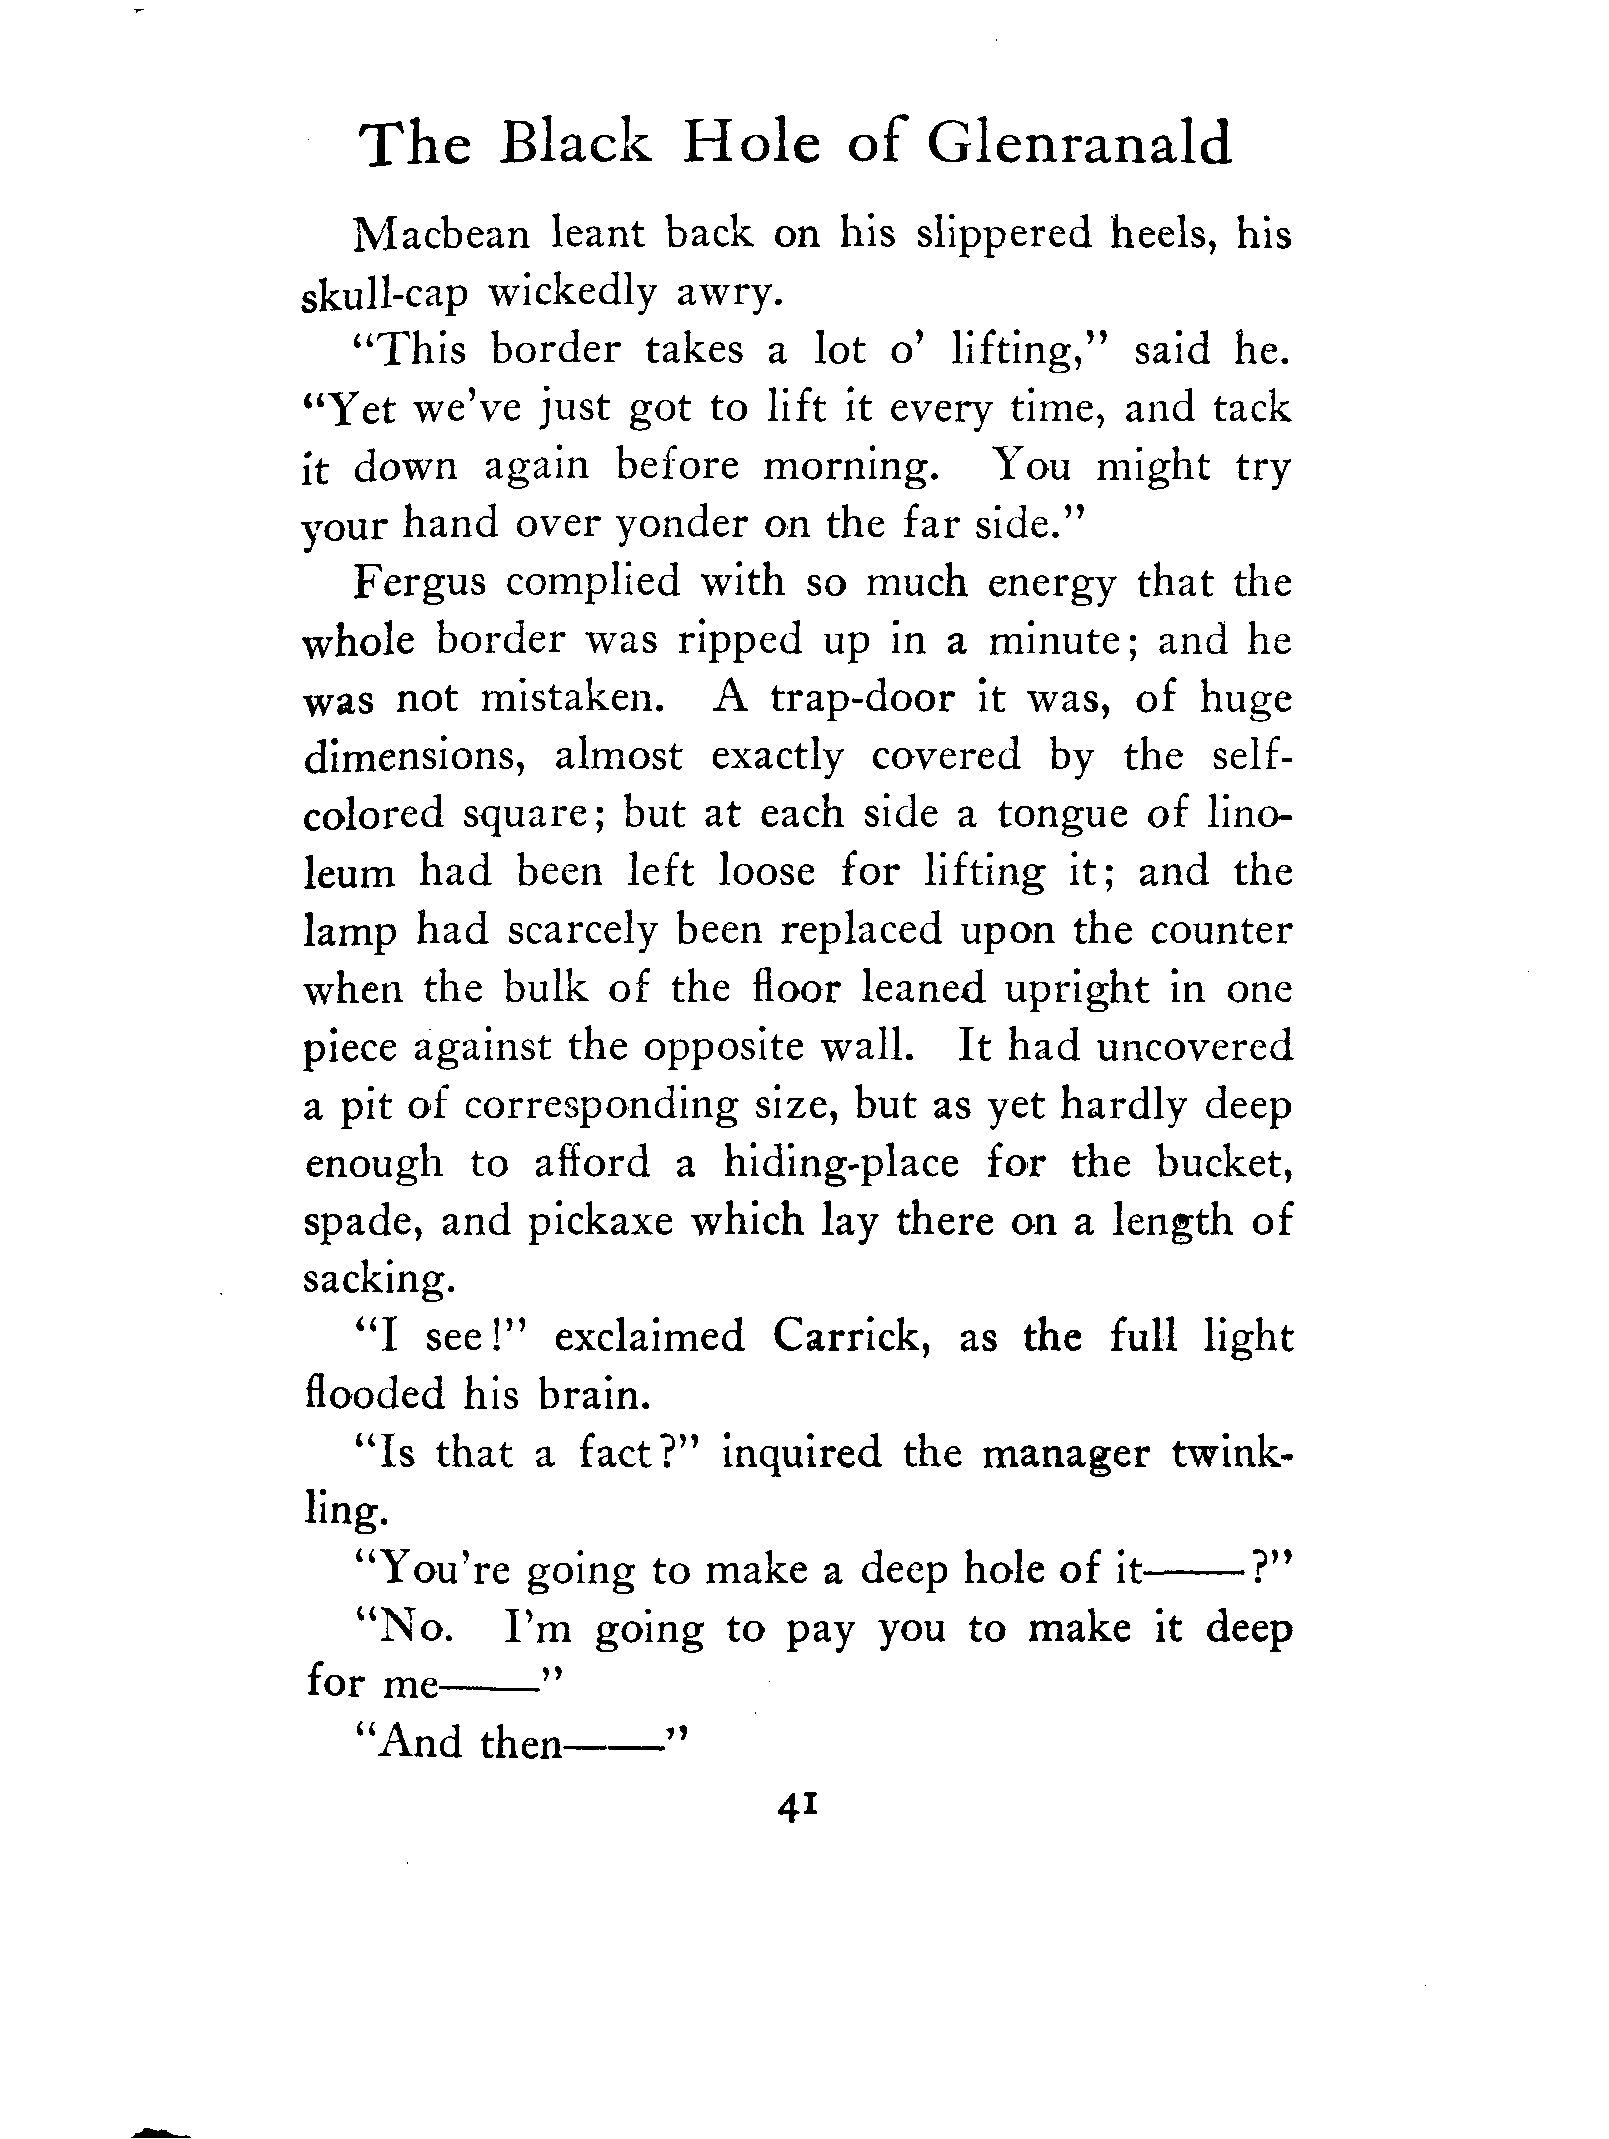 The Black Hole of Glenranald
Macbean leant back on his slippered heels, his
skull-cap wickedly awry.
"This border takes a lot o' lifting," said he.
"Yet we've just got to lift it every time, and tack
it down again before morning. You might try
your hand over yonder on the far side."
Fergus complied with so much energy that the
whole border was ripped up in a minute; and he
was not mistaken. A trap-door it was, of huge
dimensions, almost exactly covered by the self-
colored square; but at each side a tongue of lino-
leum had been left loose for lifting it; and the
lamp had scarcely been replaced upon the counter
when the bulk of the floor leaned upright in one
piece against the opposite wall. It had uncovered
a pit of corresponding size, but as yet hardly deep
enough to afford a hiding-place for the bucket,
spade, and pickaxe which lay there on a length of
sacking.
"I see!" exclaimed Carrick, as the full light
flooded his brain.
"Is that a fact?" inquired the manager twink-
ling.
"You're going to make a deep hole of it——?"
"No. I'm going to pay you to make it deep
for me——"
"And then——"
41